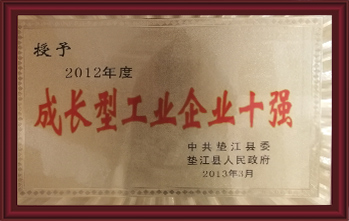 授予
2012年度
成长型工业企业十强
中共垫江县委
垫江县人民政府
2013年3月